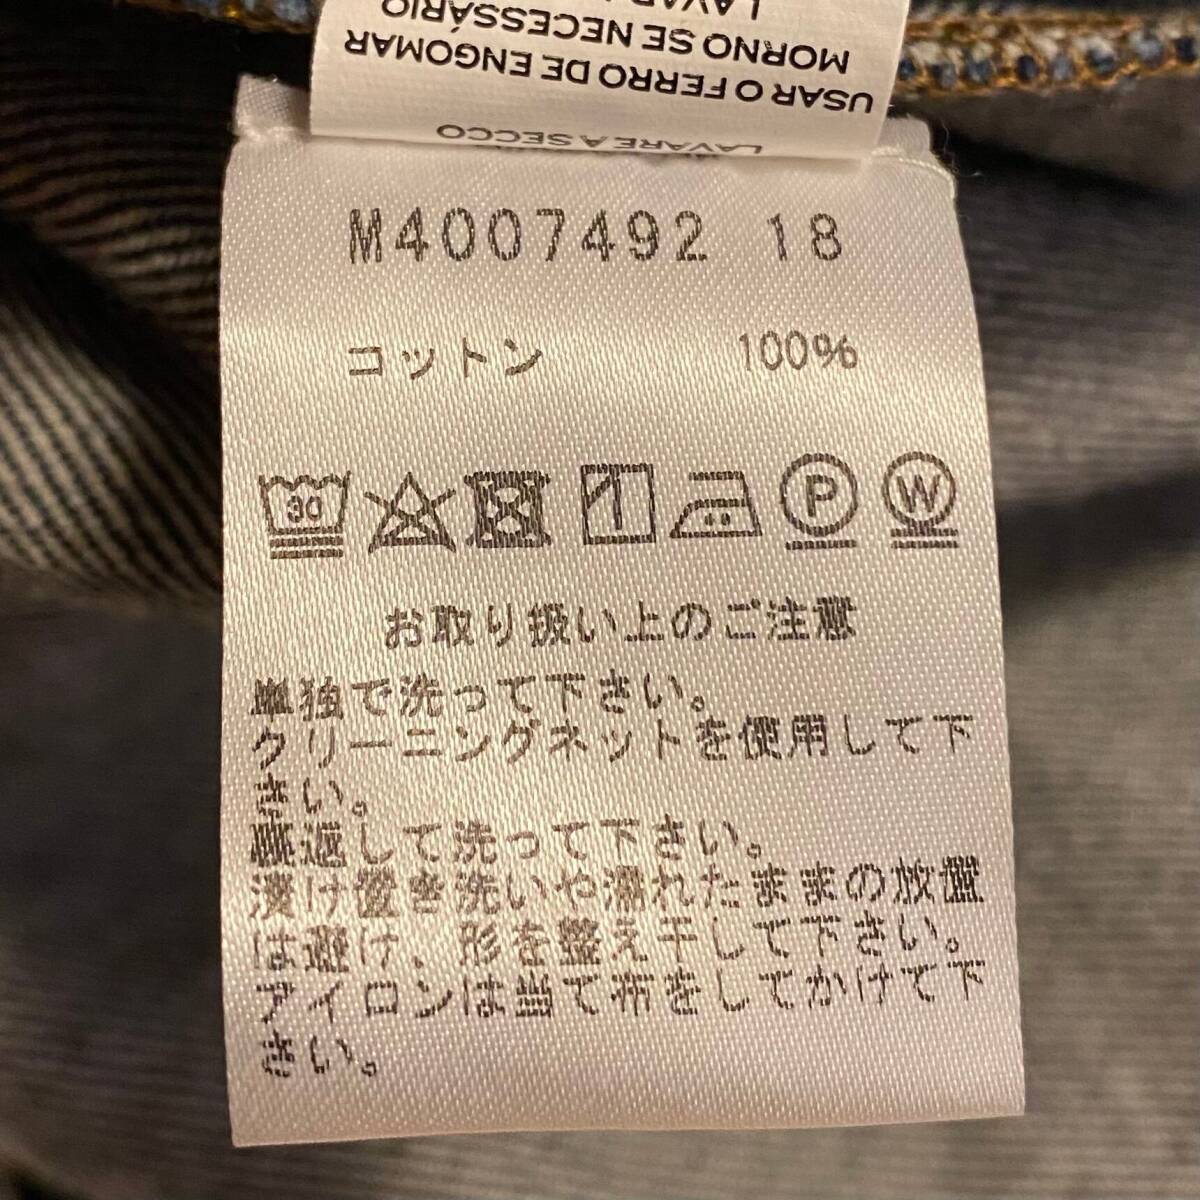 LAVAR
MORNO SE NECESSÁRIO
USAR O FERRO DE ENGOMAR
LAVARE A SECCO
M4007492 18
コットン 100%
30 P W
お取り扱い上のご注意
単独で洗って下さい。
クリーニングネットを使用して下
さい。
裏返して洗って下さい。
漬け置き洗いや濡れたままの放置
は避け、形を整え干して下さい。
アイロンは当て布をしてかけて下
さい。